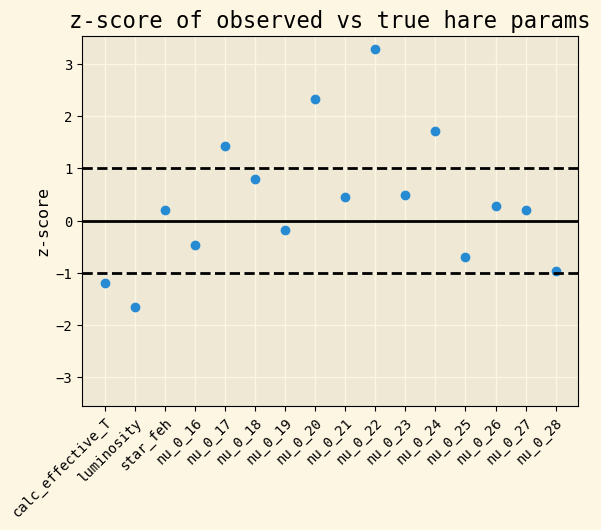 z-score of observed vs true hare params
z-score
3
2
1
0
−1
−2
−3
calc_effective_T
luminosity
star_feh
nu_0_16
nu_0_17
nu_0_18
nu_0_19
nu_0_20
nu_0_21
nu_0_22
nu_0_23
nu_0_24
nu_0_25
nu_0_26
nu_0_27
nu_0_28